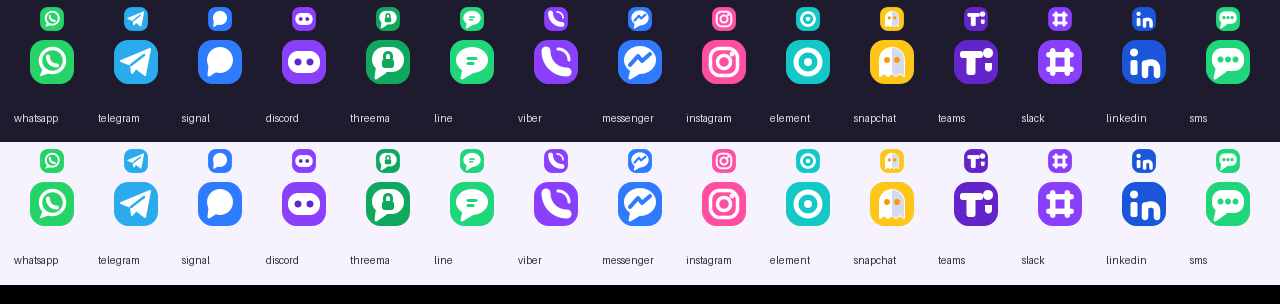 whatsapp telegram signal discord threema line viber messenger instagram element snapchat teams slack linkedin sms
whatsapp telegram signal discord threema line viber messenger instagram element snapchat teams slack linkedin sms